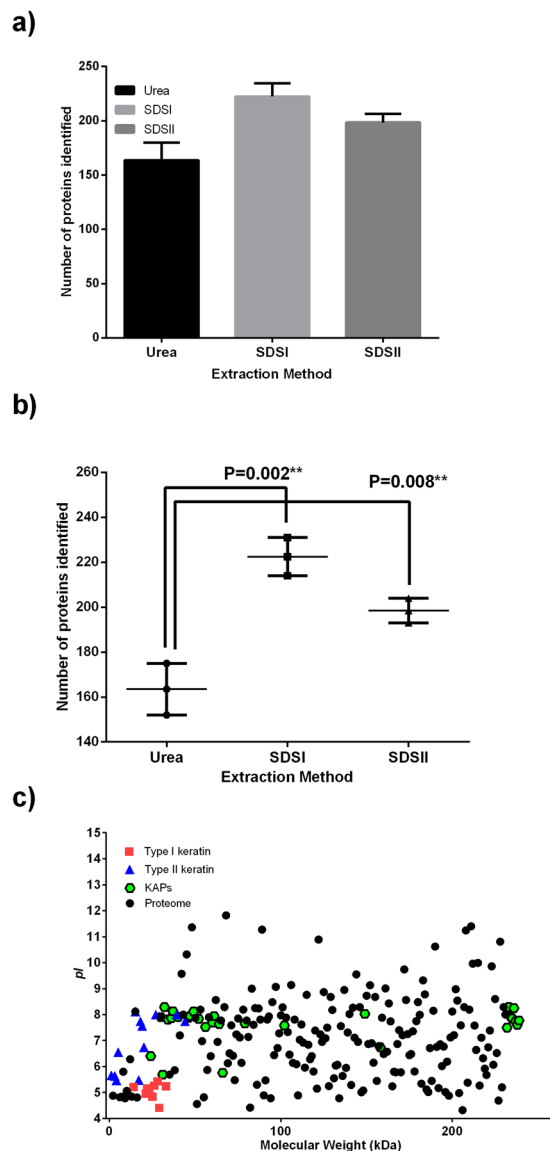 a)
250
200
150
100
50
0
Number of proteins identified
Urea
SDSI
SDSII
Urea SDSI SDSII
Extraction Method
b)
260
240
220
200
180
160
140
Number of proteins identified
P=0.002**
P=0.008**
Urea SDSI SDSII
Extraction Method
c)
15
14
13
12
11
10
9
8
7
6
5
4
pI
Type I keratin
Type II keratin
KAPs
Proteome
0 100 200
Molecular Weight (kDa)